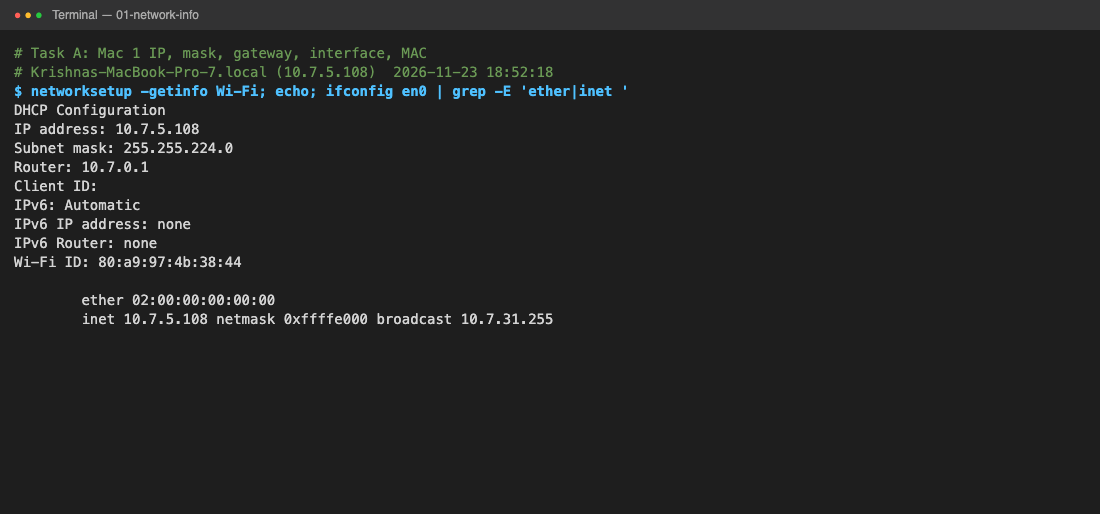 Terminal — 01-network-info
# Task A: Mac 1 IP, mask, gateway, interface, MAC
# Krishnas-MacBook-Pro-7.local (10.7.5.108)  2026-11-23 18:52:18
$ networksetup -getinfo Wi-Fi; echo; ifconfig en0 | grep -E 'ether|inet '
DHCP Configuration
IP address: 10.7.5.108
Subnet mask: 255.255.224.0
Router: 10.7.0.1
Client ID:
IPv6: Automatic
IPv6 IP address: none
IPv6 Router: none
Wi-Fi ID: 80:a9:97:4b:38:44
ether 02:00:00:00:00:00
inet 10.7.5.108 netmask 0xffffe000 broadcast 10.7.31.255